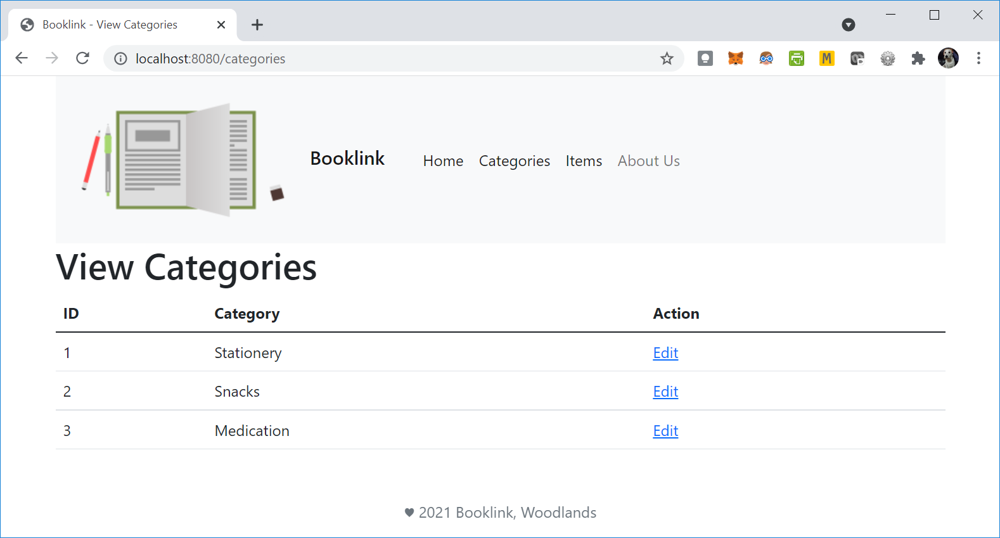 Booklink - View Categories
localhost:8080/categories
M
Booklink Home Categories Items About Us
View Categories
ID Category Action
1 Stationery Edit
2 Snacks Edit
3 Medication Edit
♥ 2021 Booklink, Woodlands